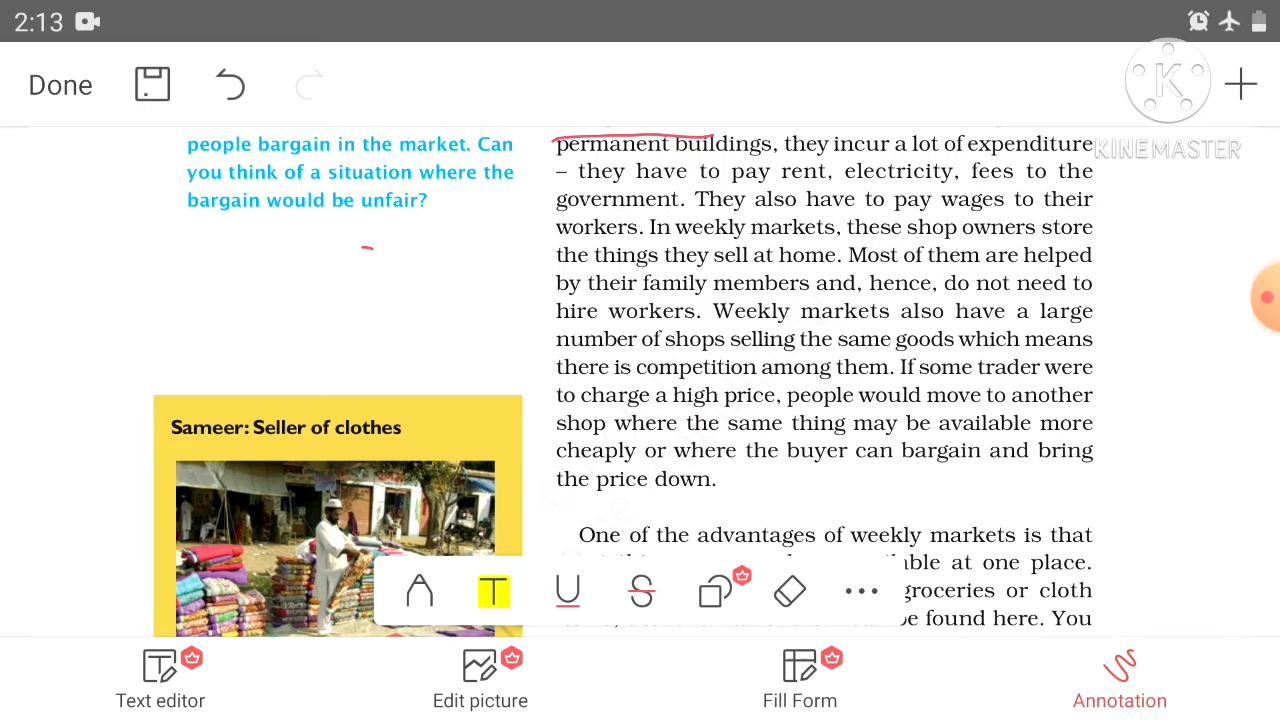 2:13
Done
KINEMASTER
people bargain in the market. Can
you think of a situation where the
bargain would be unfair?
permanent buildings, they incur a lot of expenditure
– they have to pay rent, electricity, fees to the
government. They also have to pay wages to their
workers. In weekly markets, these shop owners store
the things they sell at home. Most of them are helped
by their family members and, hence, do not need to
hire workers. Weekly markets also have a large
number of shops selling the same goods which means
there is competition among them. If some trader were
to charge a high price, people would move to another
shop where the same thing may be available more
cheaply or where the buyer can bargain and bring
the price down.
One of the advantages of weekly markets is that
at one place.
groceries or cloth
found here. You
Sameer: Seller of clothes
Text editor
Edit picture
Fill Form
Annotation